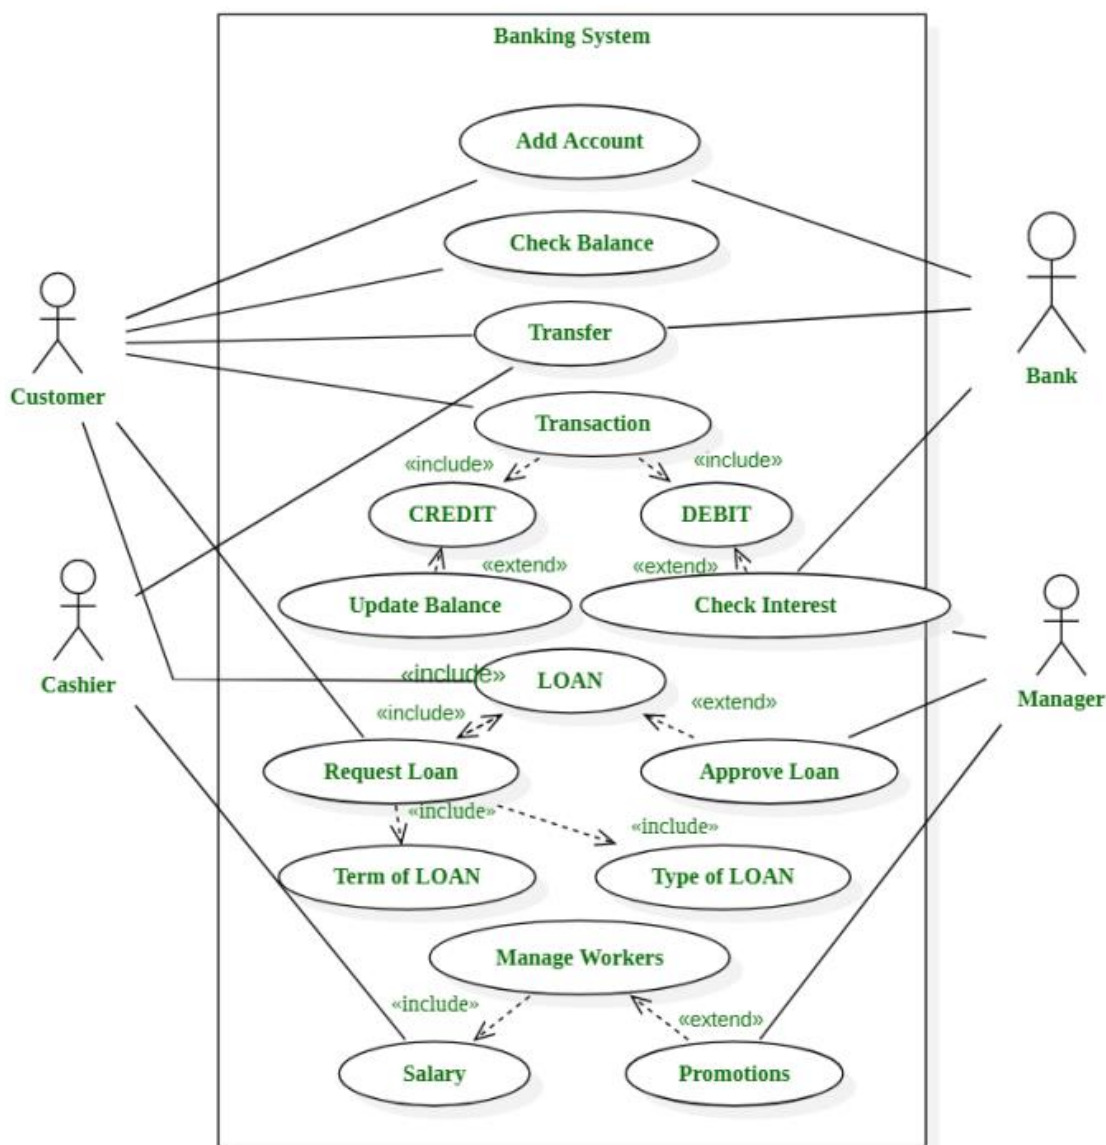 Banking System
Add Account
Check Balance
Transfer
Customer
Bank
Transaction
«include»
«include»
CREDIT
DEBIT
«extend»
«extend»
Update Balance
Check Interest
Cashier
«include»
LOAN
Manager
«include»
«extend»
Request Loan
Approve Loan
«include»
«include»
Term of LOAN
Type of LOAN
Manage Workers
«include»
«extend»
Salary
Promotions